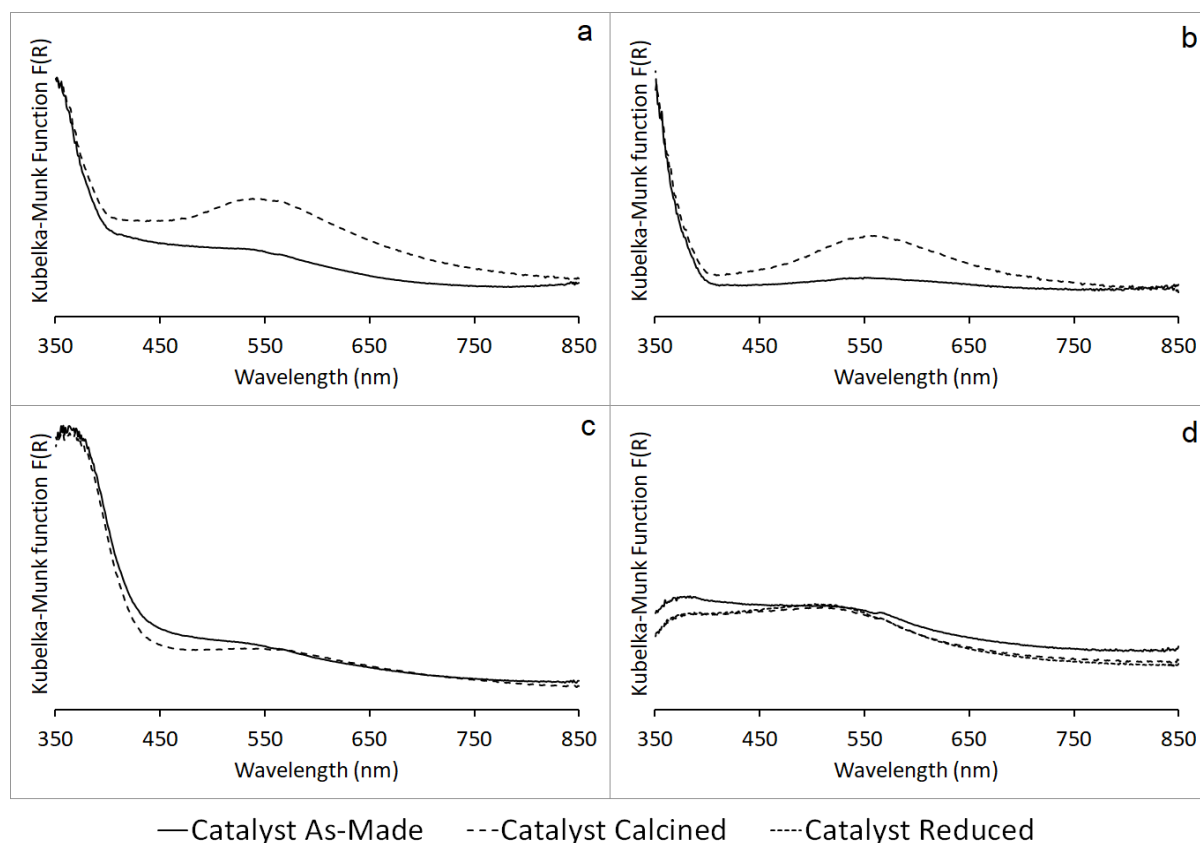 a
Kubelka-Munk Function F(R)
350 450 550 650 750 850
Wavelength (nm)
b
Kubelka-Munk function F(R)
350 450 550 650 750 850
Wavelength (nm)
c
Kubelka-Munk function F(R)
350 450 550 650 750 850
Wavelength (nm)
d
Kubelka-Munk Function F(R)
350 450 550 650 750 850
Wavelength (nm)
Catalyst As-Made Catalyst Calcined Catalyst Reduced